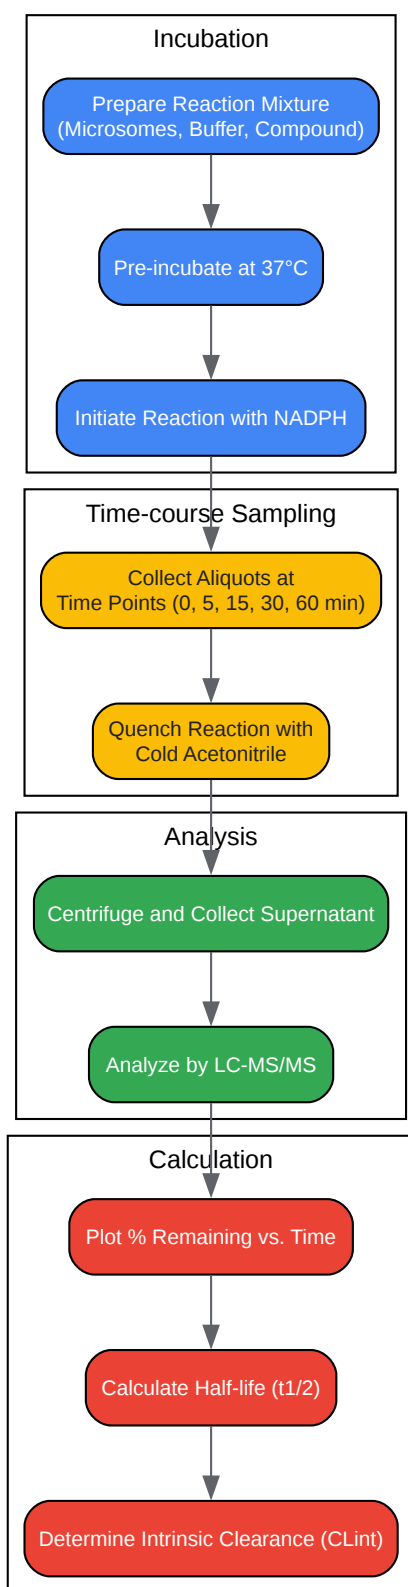 Incubation
Prepare Reaction Mixture
(Microsomes, Buffer, Compound)
Pre-incubate at 37°C
Initiate Reaction with NADPH
Time-course Sampling
Collect Aliquots at
Time Points (0, 5, 15, 30, 60 min)
Quench Reaction with
Cold Acetonitrile
Analysis
Centrifuge and Collect Supernatant
Analyze by LC-MS/MS
Calculation
Plot % Remaining vs. Time
Calculate Half-life (t1/2)
Determine Intrinsic Clearance (CLint)